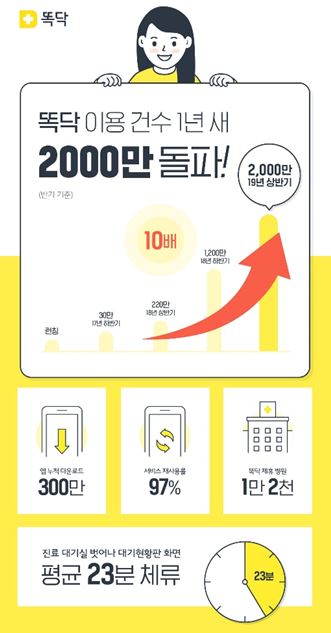 똑닥
똑닥 이용 건수 1년 새
2000만 돌파!
(반기 기준)
2,000만
19년 상반기
10배
1,200만
18년 하반기
220만
18년 상반기
30만
17년 하반기
런칭
앱 누적 다운로드
300만
서비스 재사용률
97%
똑닥 제휴 병원
1만 2천
진료 대기실 벗어나 대기현황판 화면
평균 23분 체류
23분